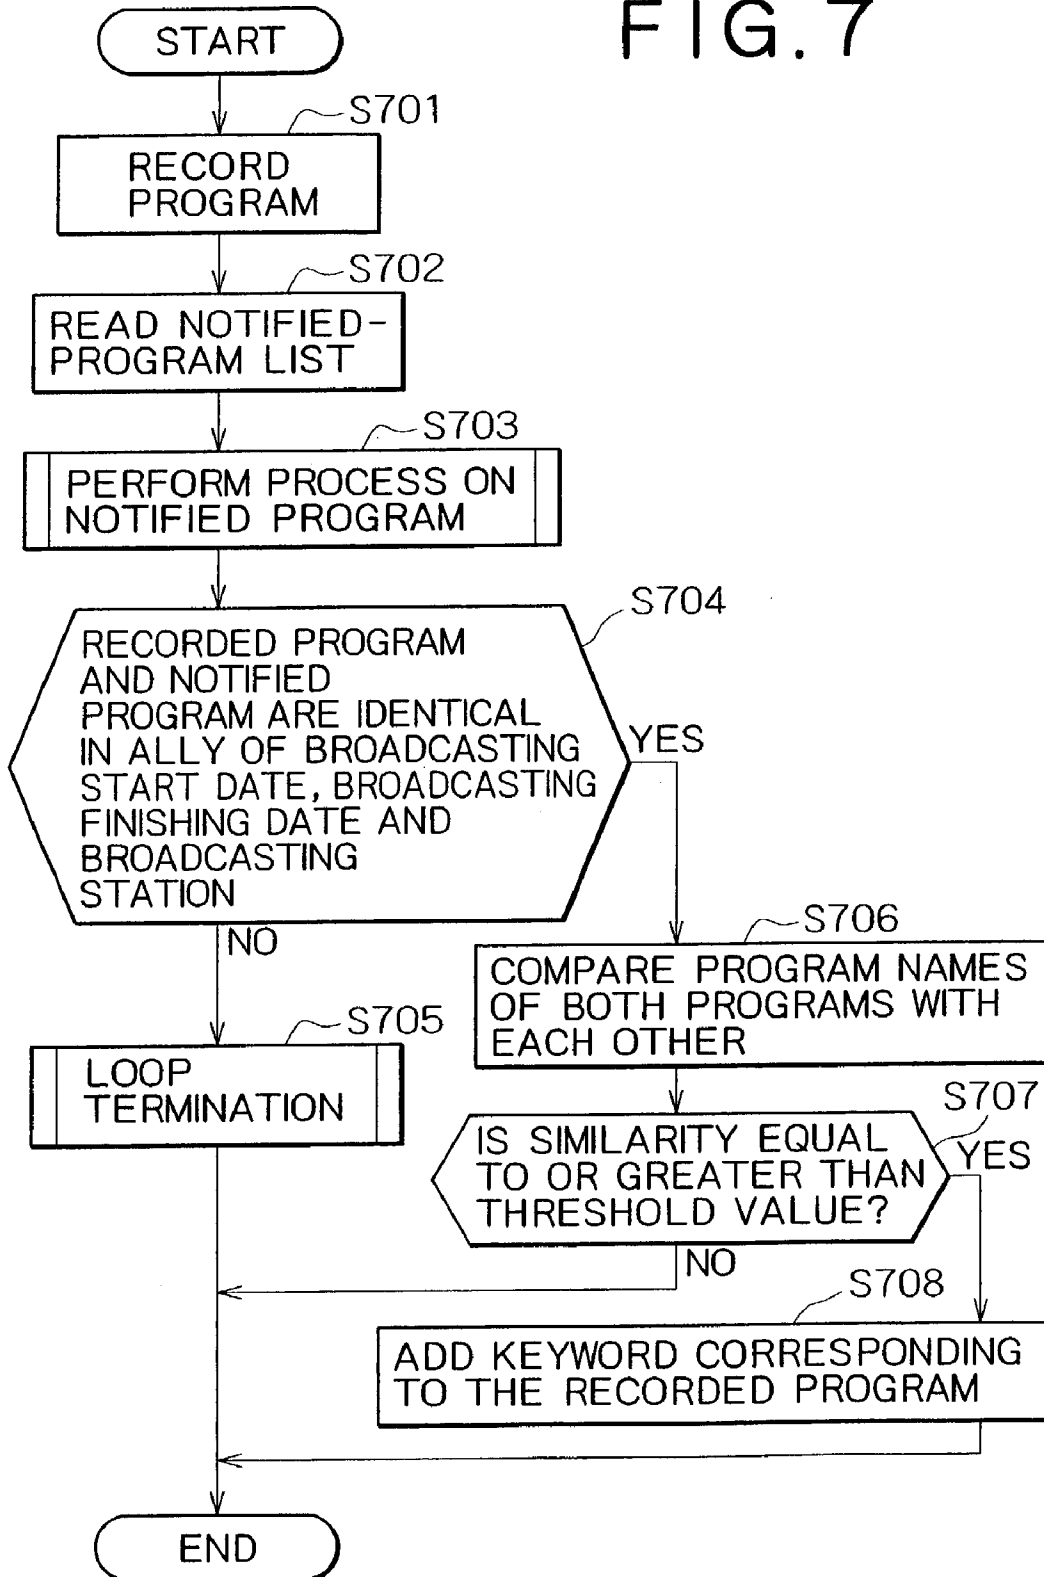 FIG.7
START
S701
RECORD
PROGRAM
S702
READ NOTIFIED-
PROGRAM LIST
S703
PERFORM PROCESS ON
NOTIFIED PROGRAM
S704
RECORDED PROGRAM
AND NOTIFIED
PROGRAM ARE IDENTICAL
IN ALLY OF BROADCASTING
START DATE, BROADCASTING
FINISHING DATE AND
BROADCASTING
STATION
YES
NO
S705
LOOP
TERMINATION
S706
COMPARE PROGRAM NAMES
OF BOTH PROGRAMS WITH
EACH OTHER
S707
IS SIMILARITY EQUAL
TO OR GREATER THAN
THRESHOLD VALUE?
YES
NO
S708
ADD KEYWORD CORRESPONDING
TO THE RECORDED PROGRAM
END